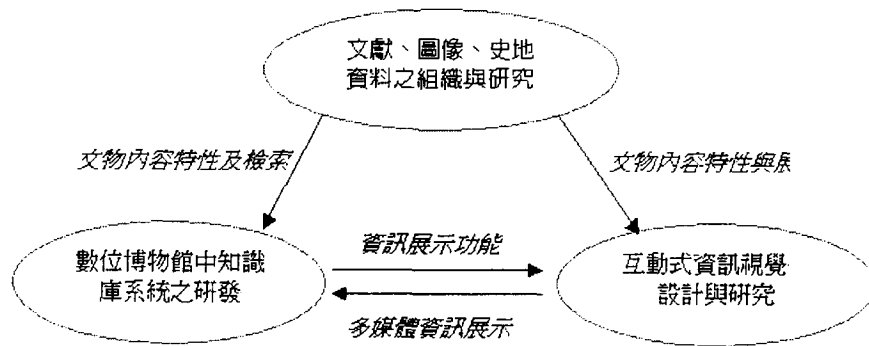 文獻、圖像、史地
資料之組織與研究
文物內容特性及檢索
文物內容特性與展
資訊展示功能
數位博物館中知識
庫系統之研發
互動式資訊視覺
設計與研究
多媒體資訊展示